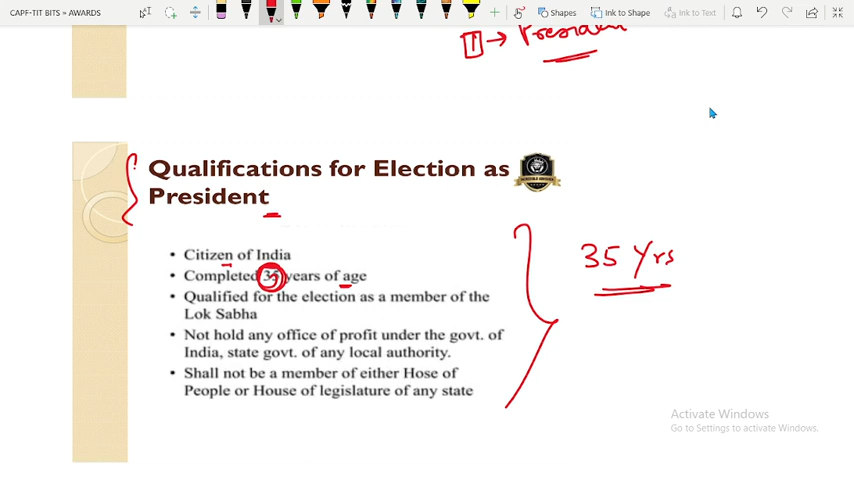 CAPF-TIT BITS » AWARDS
Shapes
Ink to Shape
Ink to Text
1 → President
Qualifications for Election as
President
• Citizen of India
• Completed 35 years of age
• Qualified for the election as a member of the
Lok Sabha
• Not hold any office of profit under the govt. of
India, state govt. of any local authority.
• Shall not be a member of either Hose of
People or House of legislature of any state
35 Yrs
Activate Windows
Go to Settings to activate Windows.